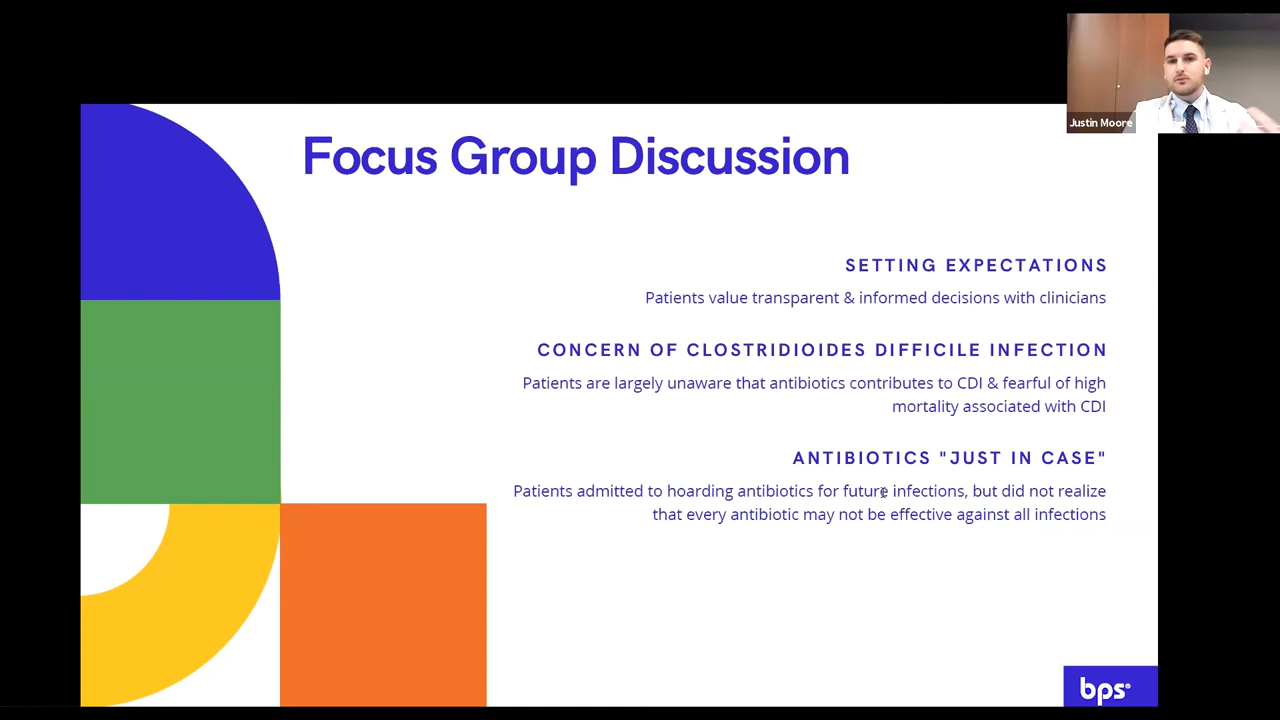 Justin Moore
Focus Group Discussion
SETTING EXPECTATIONS
Patients value transparent & informed decisions with clinicians
CONCERN OF CLOSTRIDIOIDES DIFFICILE INFECTION
Patients are largely unaware that antibiotics contributes to CDI & fearful of high
mortality associated with CDI
ANTIBIOTICS "JUST IN CASE"
Patients admitted to hoarding antibiotics for future infections, but did not realize
that every antibiotic may not be effective against all infections
bps®